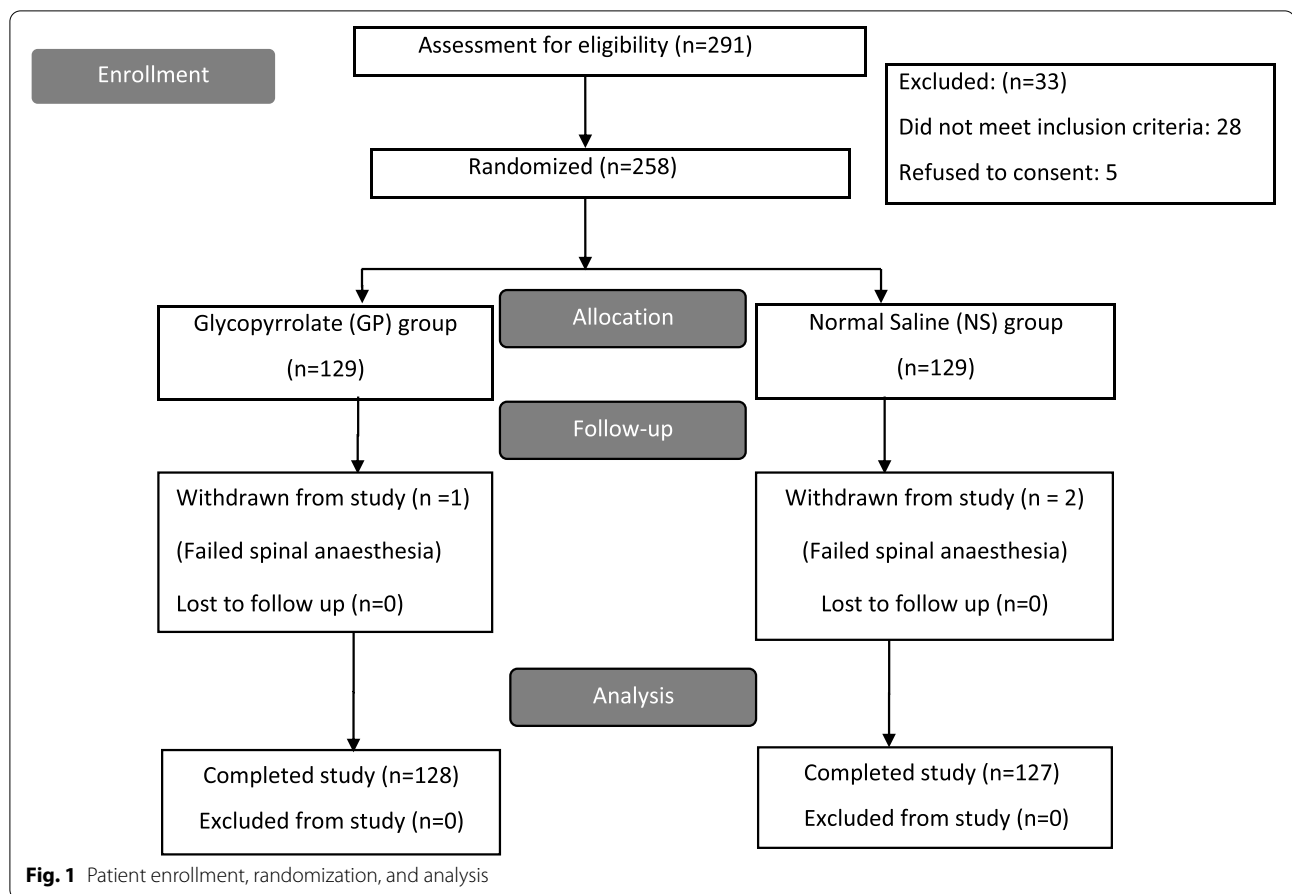 Assessment for eligibility (n=291)
Enrollment
Excluded: (n=33)
Did not meet inclusion criteria: 28
Refused to consent: 5
Randomized (n=258)
Allocation
Glycopyrrolate (GP) group
(n=129)
Normal Saline (NS) group
(n=129)
Follow-up
Withdrawn from study (n =1)
(Failed spinal anaesthesia)
Lost to follow up (n=0)
Withdrawn from study (n = 2)
(Failed spinal anaesthesia)
Lost to follow up (n=0)
Analysis
Completed study (n=128)
Excluded from study (n=0)
Completed study (n=127)
Excluded from study (n=0)
Fig. 1 Patient enrollment, randomization, and analysis